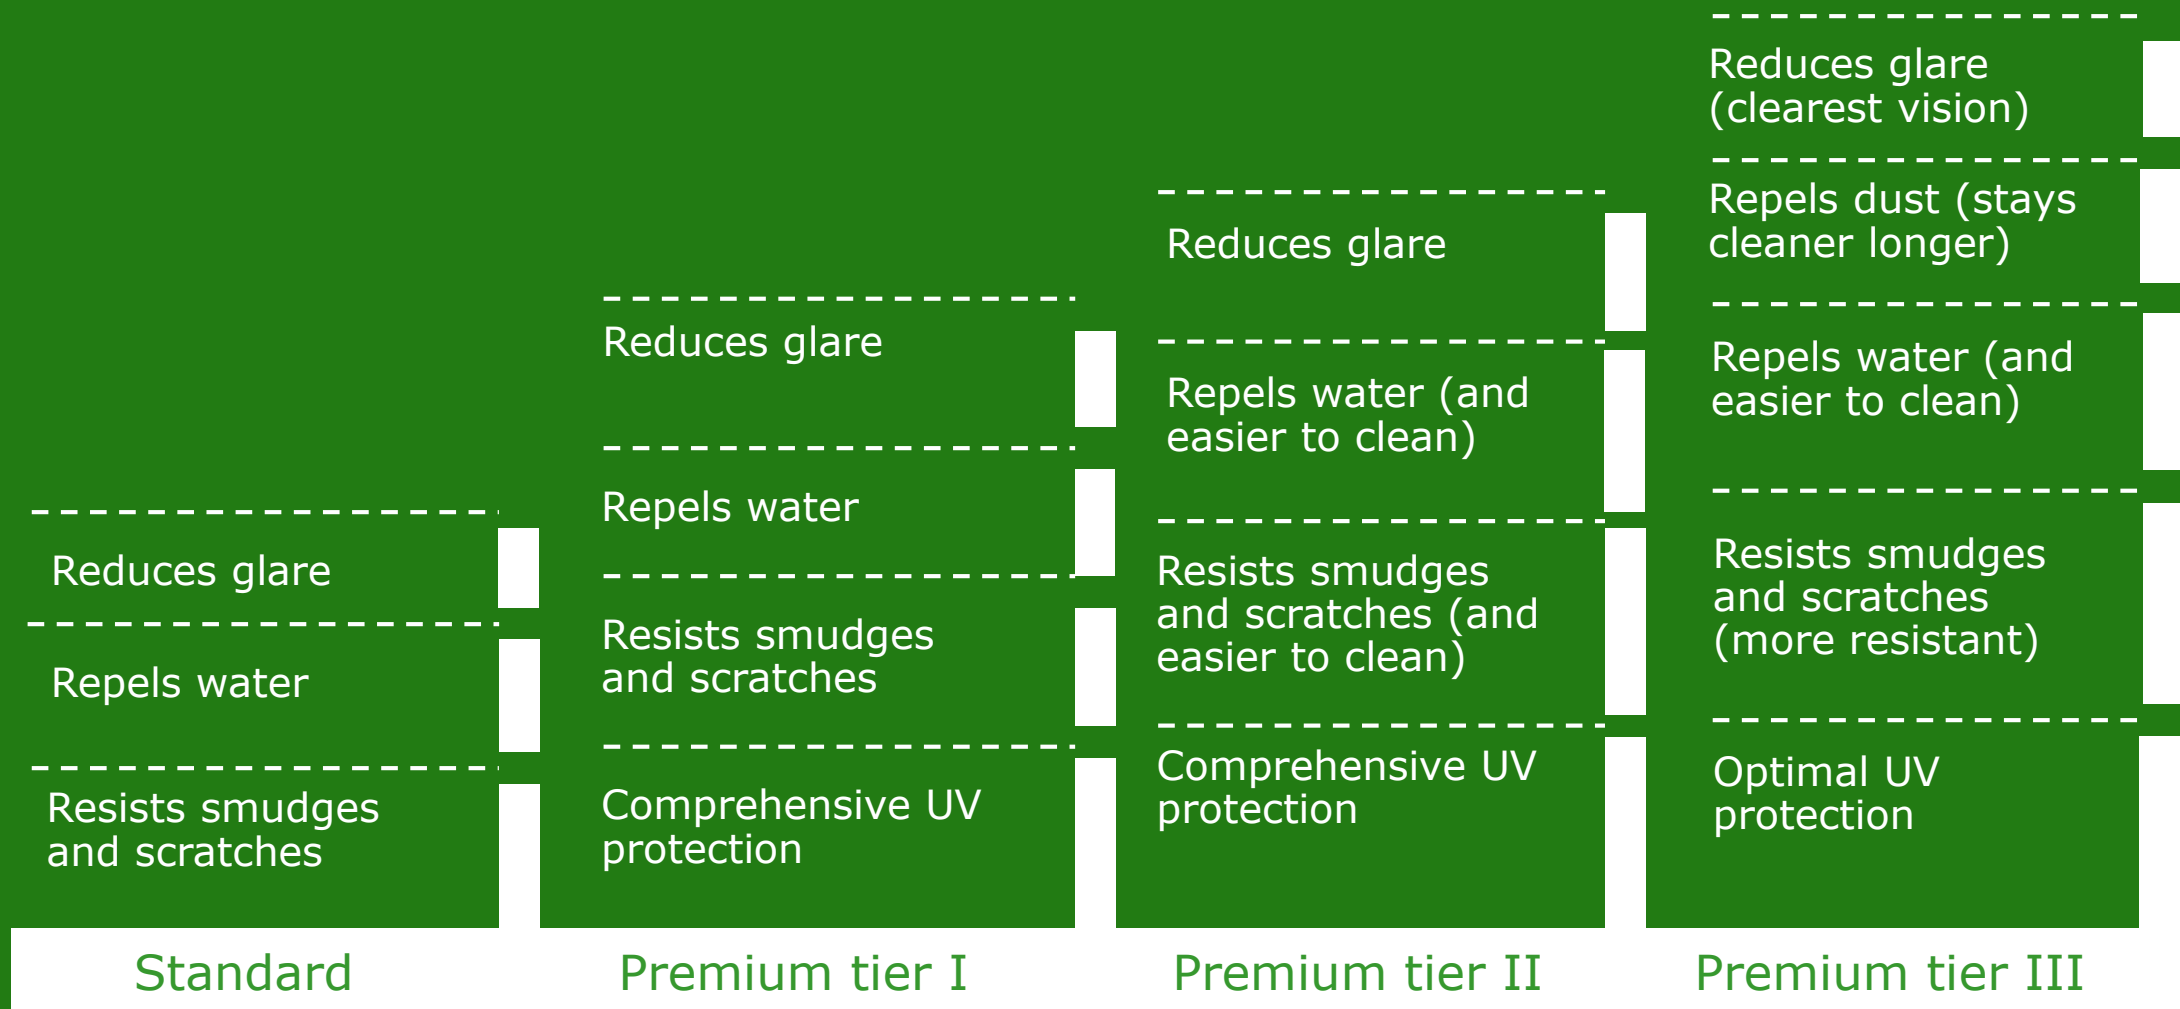 Reduces glare
Repels water
Resists smudges
and scratches
Standard
Reduces glare
Repels water
Resists smudges
and scratches
Comprehensive UV
protection
Premium tier I
Reduces glare
Repels water (and
easier to clean)
Resists smudges
and scratches (and
easier to clean)
Comprehensive UV
protection
Premium tier II
Reduces glare
(clearest vision)
Repels dust (stays
cleaner longer)
Repels water (and
easier to clean)
Resists smudges
and scratches
(more resistant)
Optimal UV
protection
Premium tier III